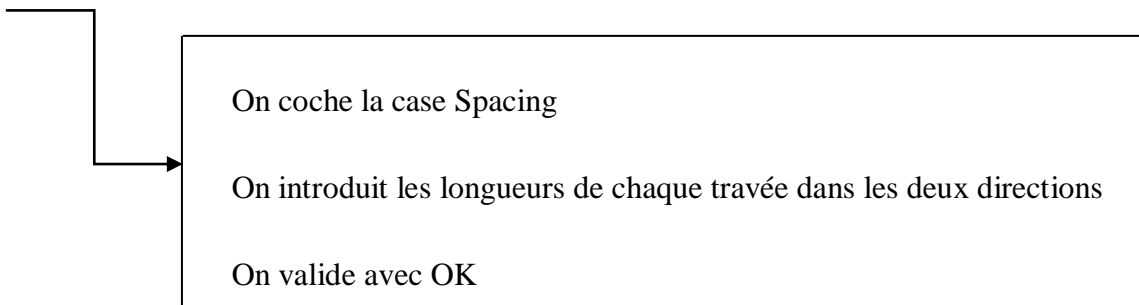 On coche la case Spacing
On introduit les longueurs de chaque travée dans les deux directions
On valide avec OK